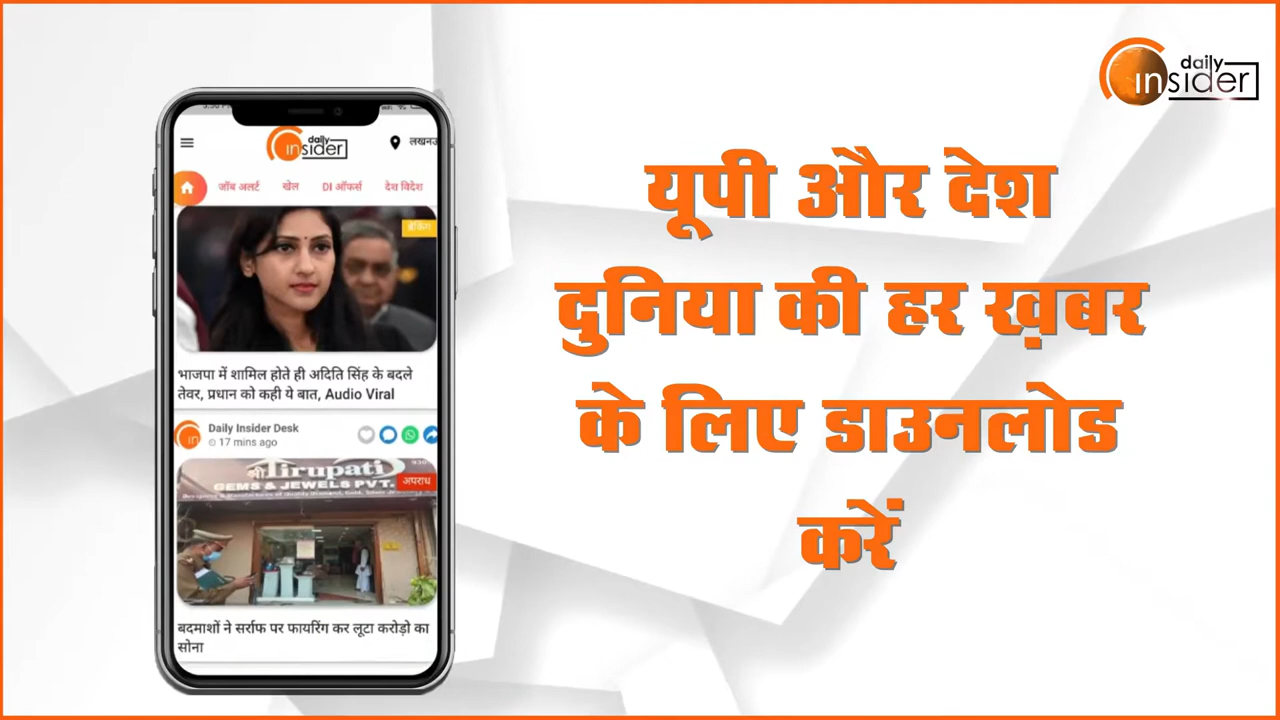 daily
insider
daily
insider
लखनऊ
जॉब अलर्ट खेल DI ऑफर्स देश विदेश
ब्रेकिंग
भाजपा में शामिल होते ही अदिति सिंह के बदले
तेवर, प्रधान को कही ये बात, Audio Viral
Daily Insider Desk
17 mins ago
श्री Tirupati
GEMS & JEWELS PVT.
अपराध
बदमाशों ने सर्राफ पर फायरिंग कर लूटा करोड़ो का
सोना
यूपी और देश
दुनिया की हर ख़बर
के लिए डाउनलोड
करें